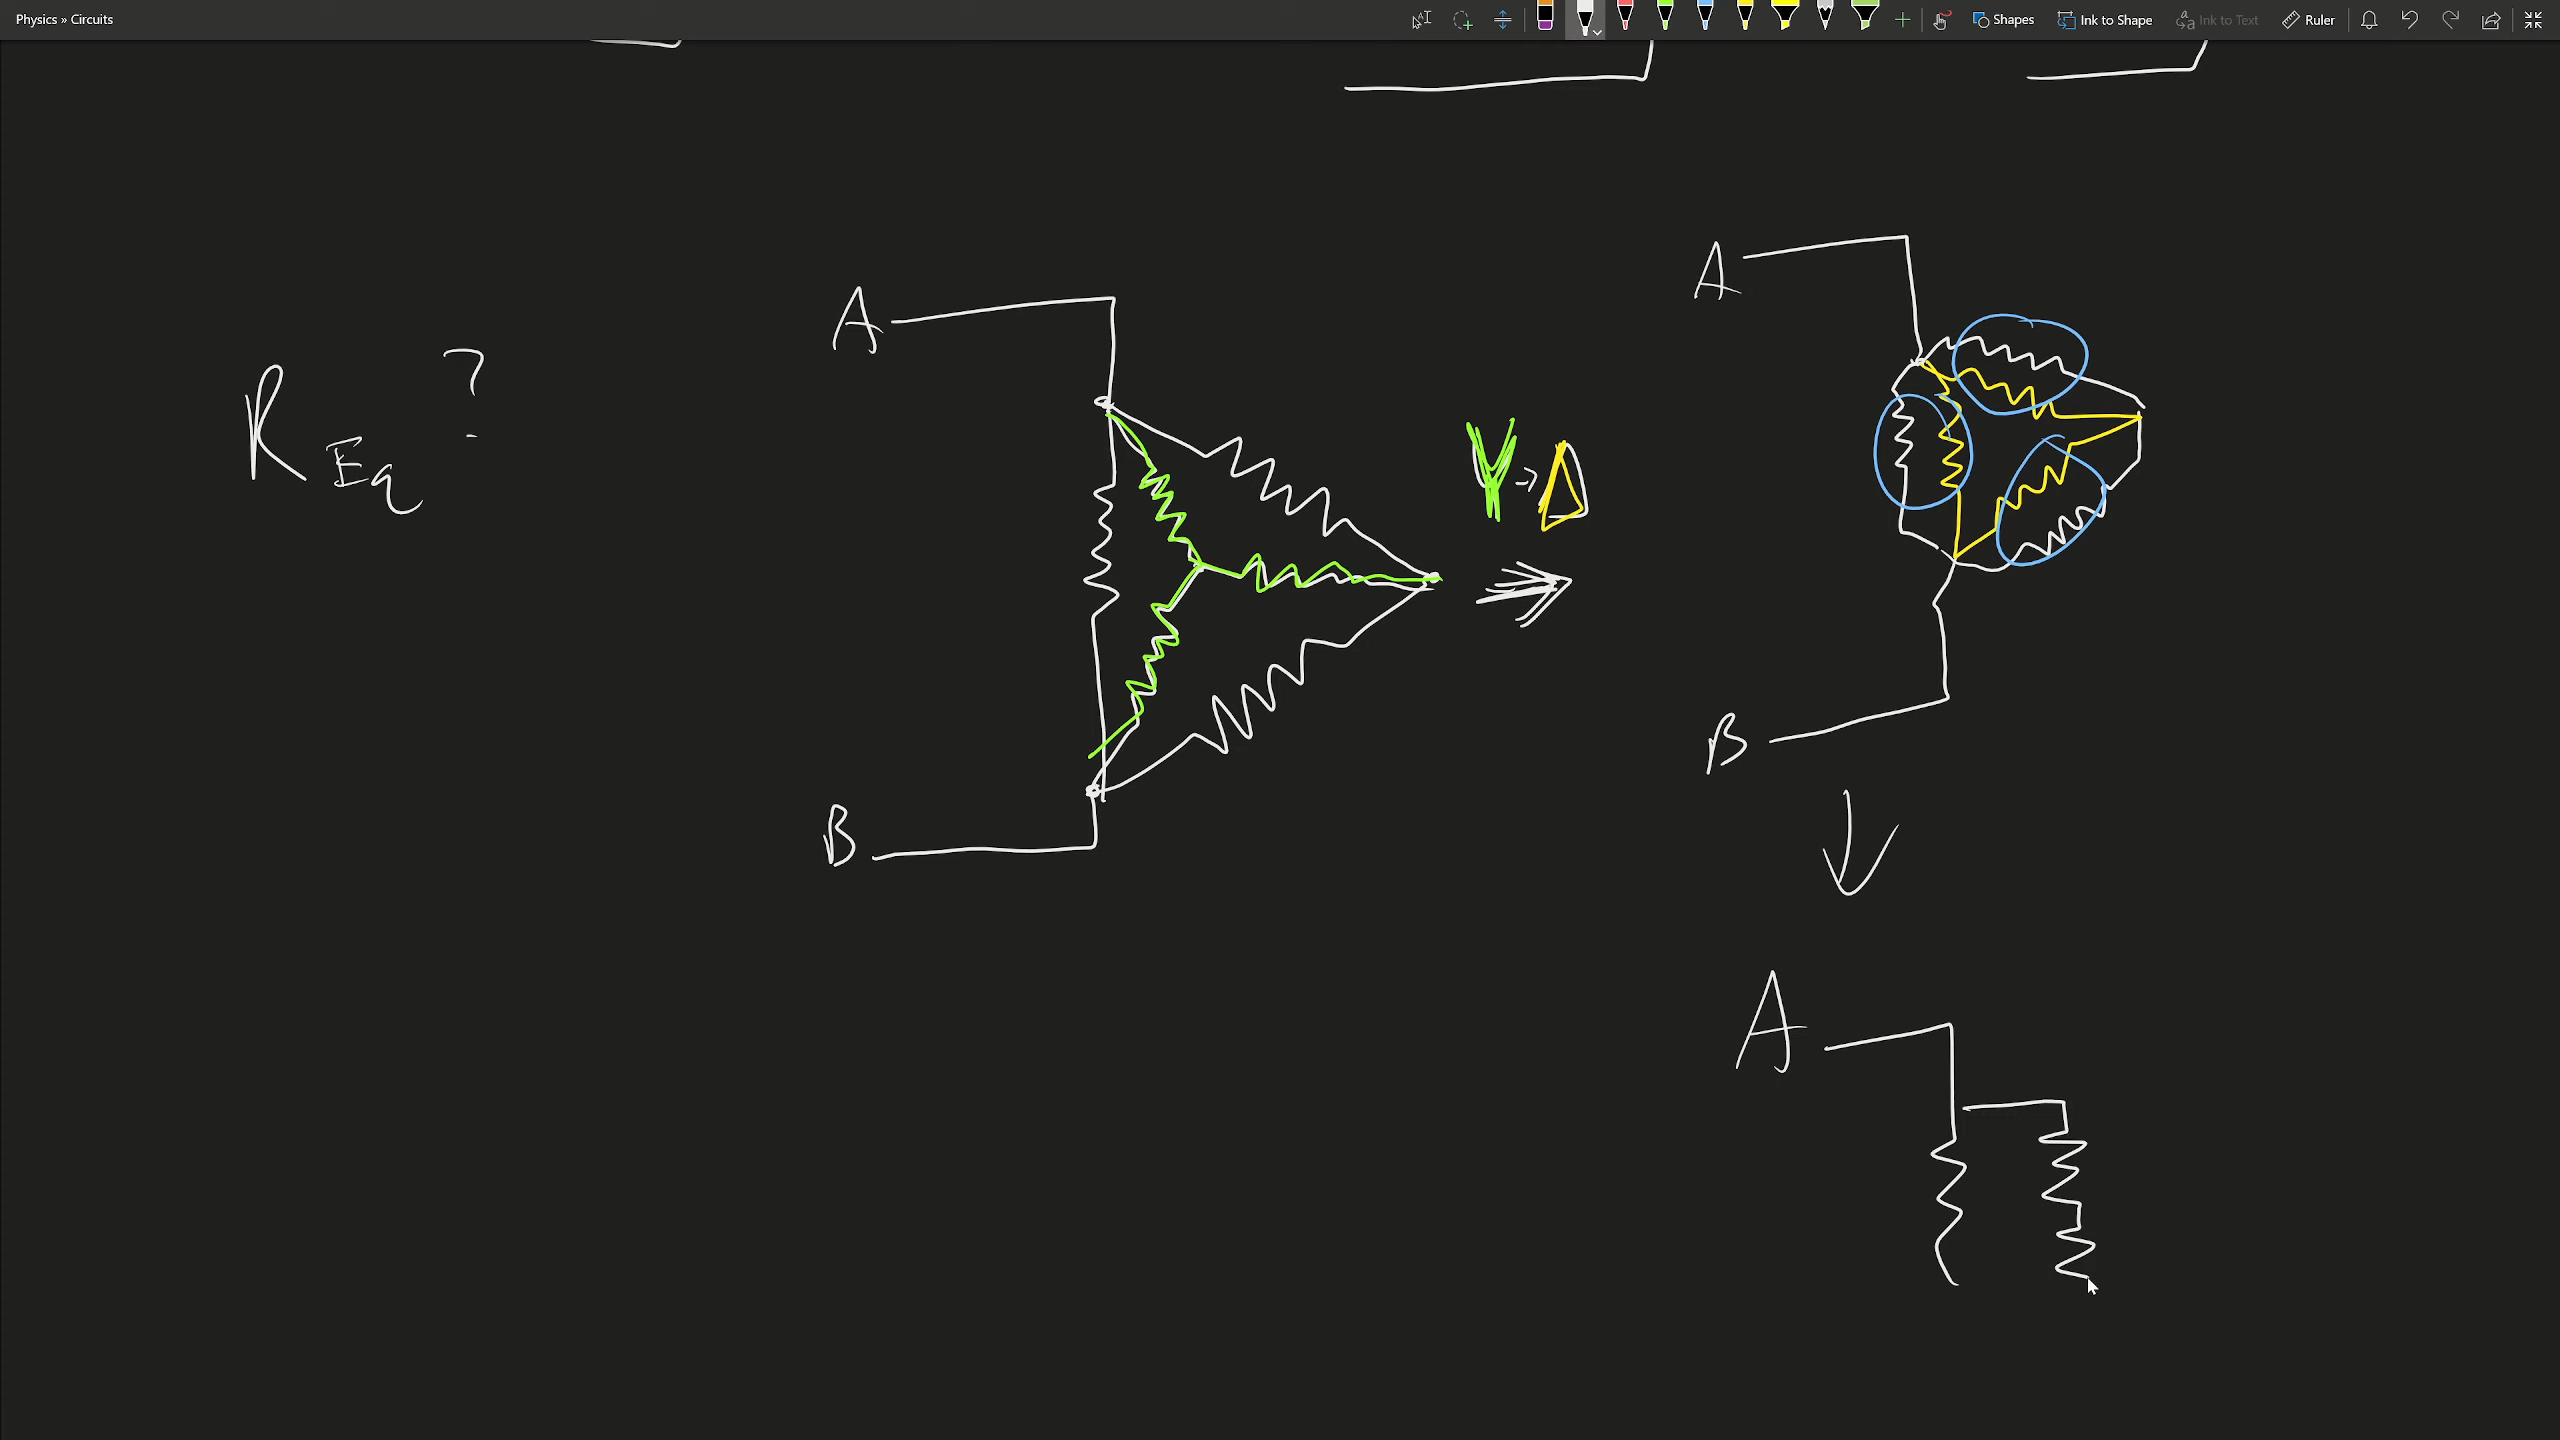 Physics » Circuits
Shapes
Ink to Shape
Ink to Text
Ruler
R Eq ?
A
B
Y → Δ
A
B
A